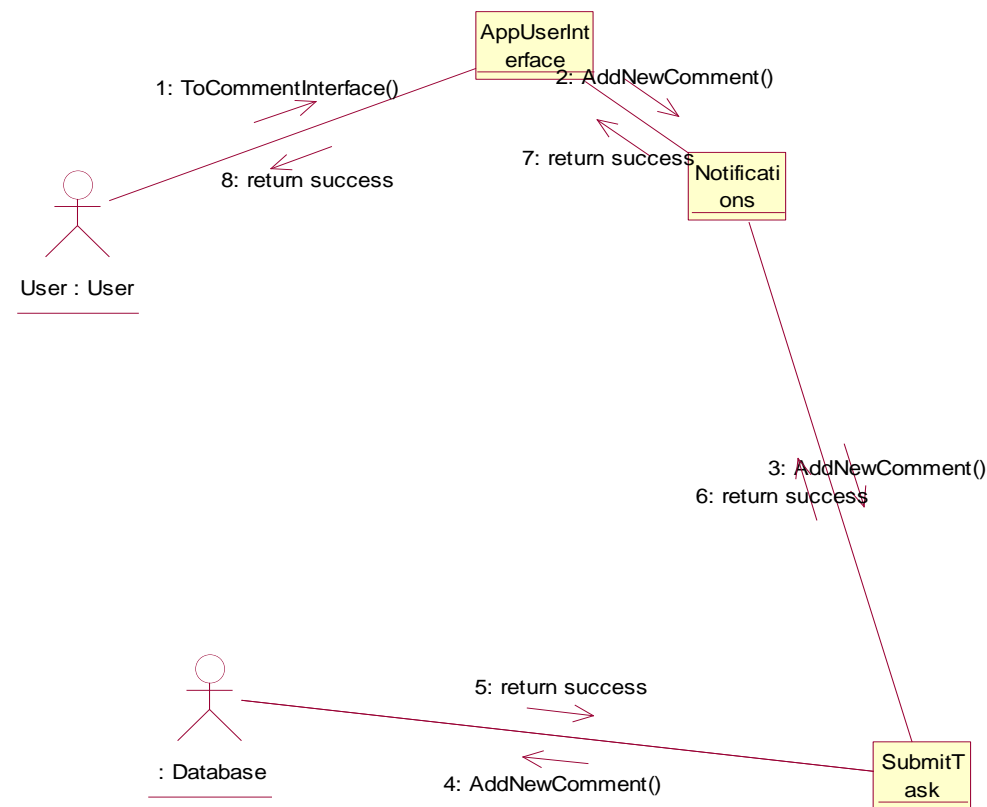 AppUserInt
erface
1: ToCommentInterface()
2: AddNewComment()
7: return success
8: return success
Notificati
ons
User : User
3: AddNewComment()
6: return success
5: return success
: Database
4: AddNewComment()
SubmitT
ask